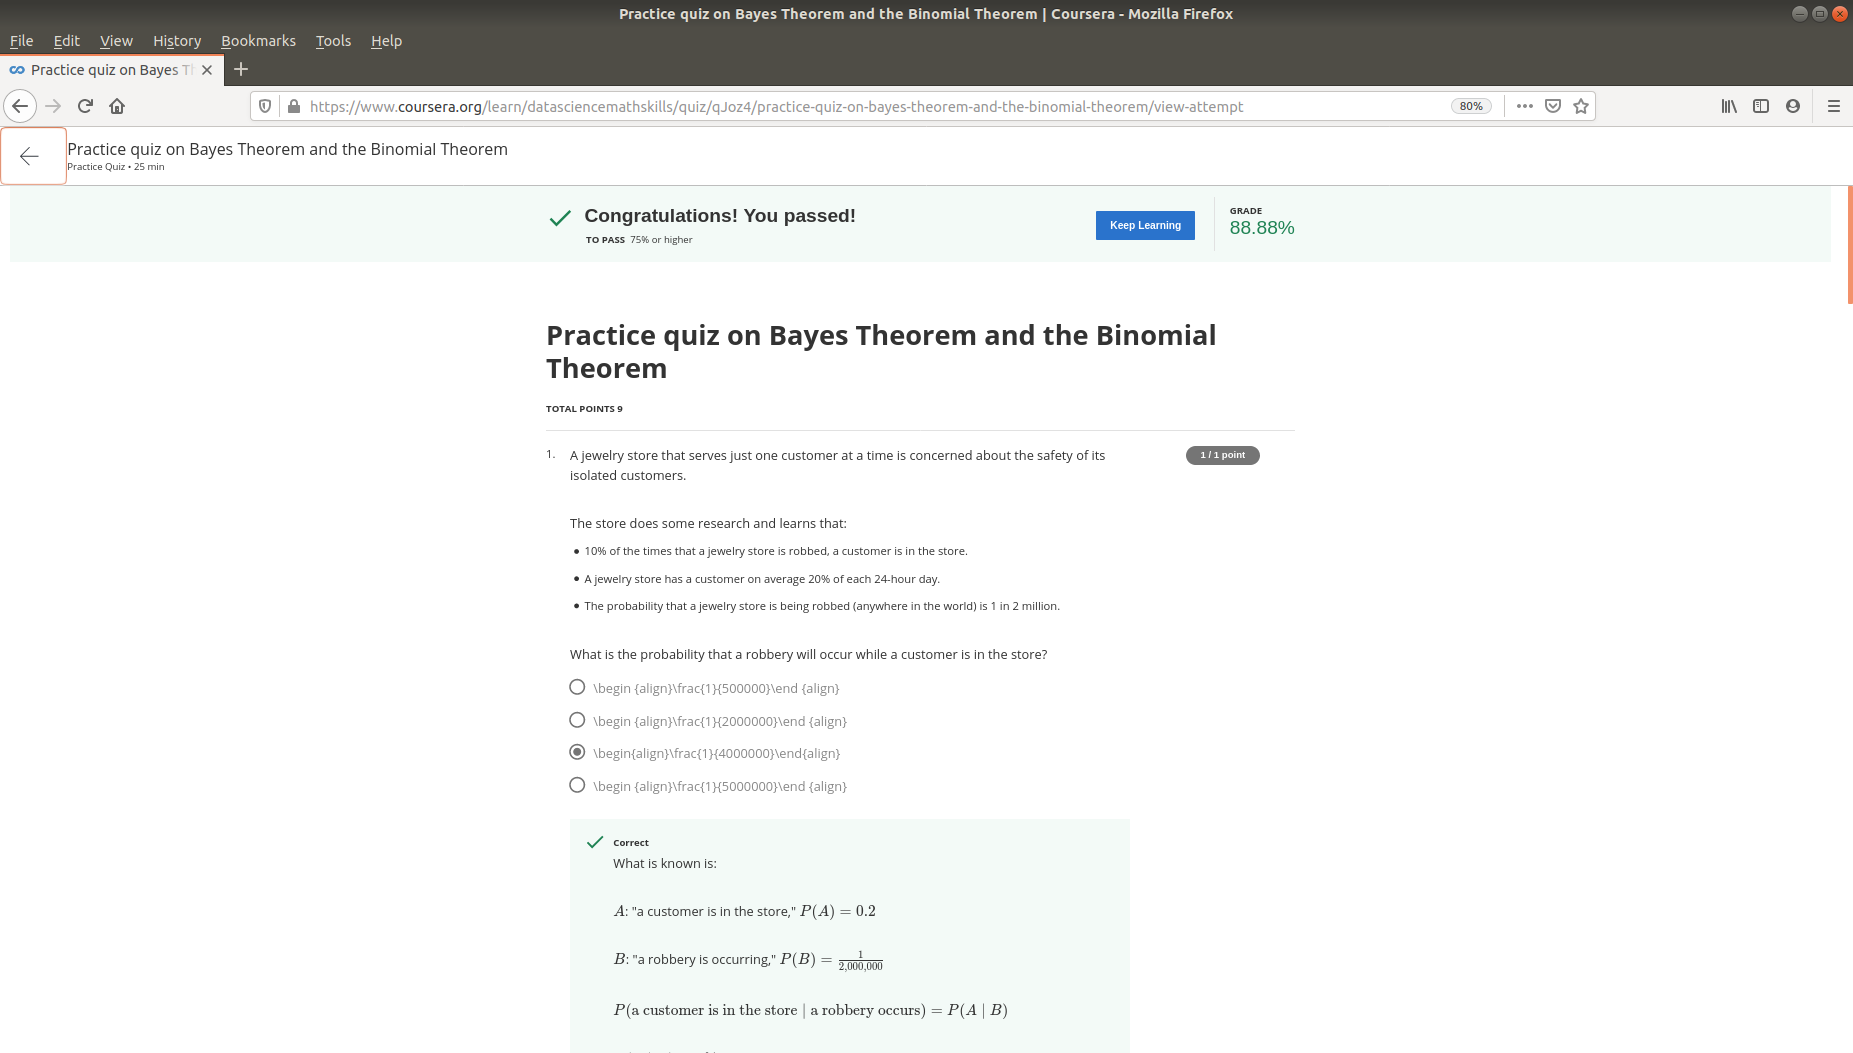 Practice quiz on Bayes Theorem and the Binomial Theorem | Coursera - Mozilla Firefox
File Edit View History Bookmarks Tools Help
Practice quiz on Bayes Th
https://www.coursera.org/learn/datasciencemathskills/quiz/qJoz4/practice-quiz-on-bayes-theorem-and-the-binomial-theorem/view-attempt 80%
Practice quiz on Bayes Theorem and the Binomial Theorem
Practice Quiz • 25 min
Congratulations! You passed!
TO PASS 75% or higher
Keep Learning
GRADE
88.88%
Practice quiz on Bayes Theorem and the Binomial
Theorem
TOTAL POINTS 9
1. A jewelry store that serves just one customer at a time is concerned about the safety of its
isolated customers.
1 / 1 point
The store does some research and learns that:
• 10% of the times that a jewelry store is robbed, a customer is in the store.
• A jewelry store has a customer on average 20% of each 24-hour day.
• The probability that a jewelry store is being robbed (anywhere in the world) is 1 in 2 million.
What is the probability that a robbery will occur while a customer is in the store?
\begin {align}\frac{1}{500000}\end {align}
\begin {align}\frac{1}{2000000}\end {align}
\begin{align}\frac{1}{4000000}\end{align}
\begin {align}\frac{1}{5000000}\end {align}
Correct
What is known is:
A: "a customer is in the store," P(A) = 0.2
B: "a robbery is occurring," P(B) = 1/2,000,000
P(a customer is in the store | a robbery occurs) = P(A | B)